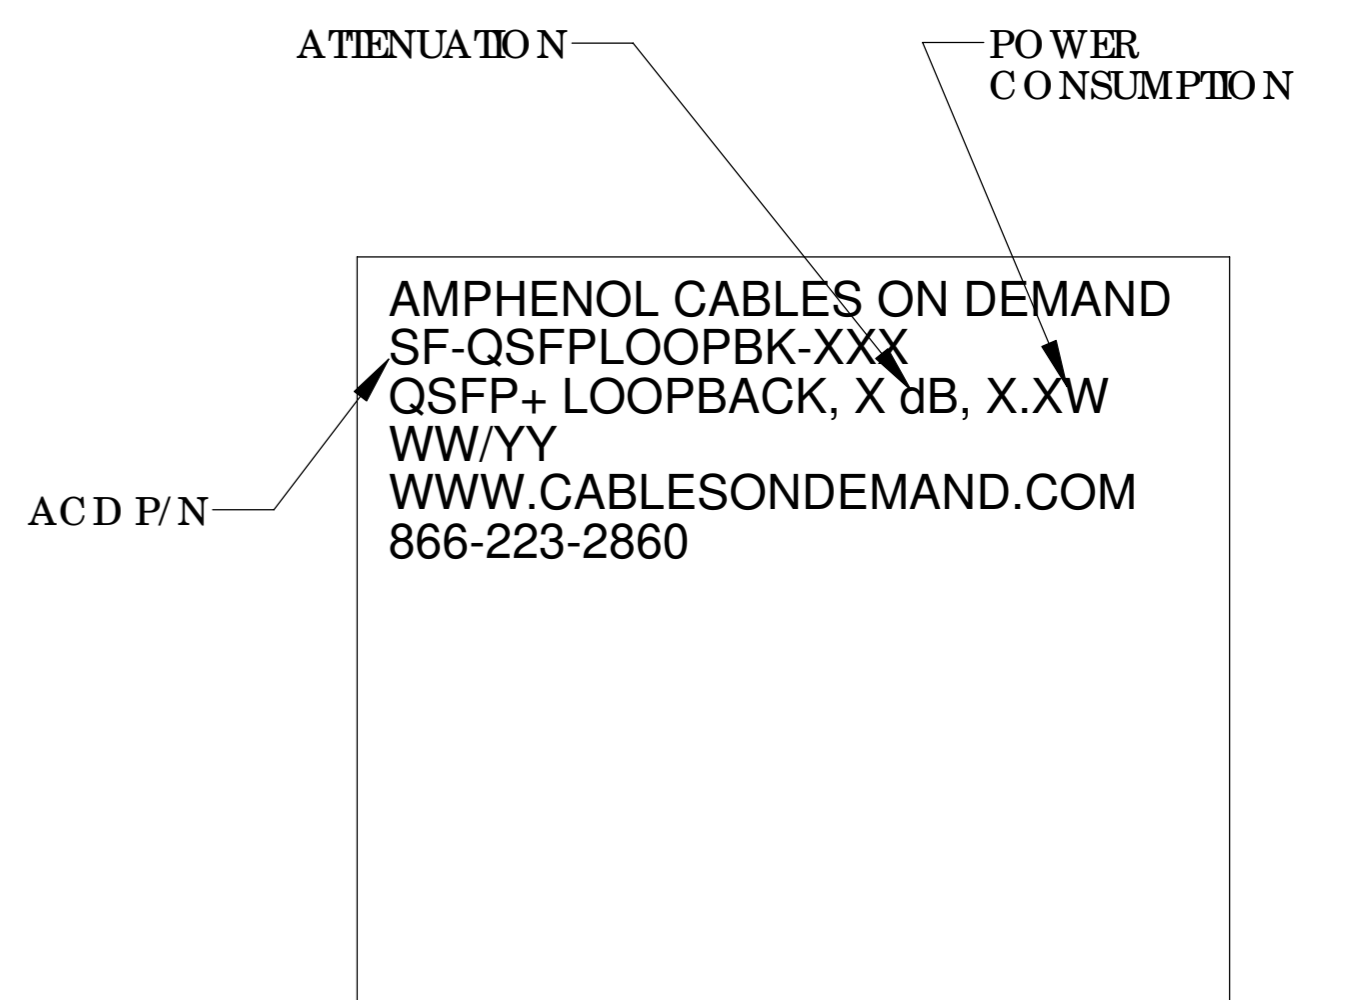 ATTENUATION
POWER
CONSUMPTION
AMPHENOL CABLES ON DEMAND
SF-QSFPLOOPBK-XXX
QSFP+ LOOPBACK, X dB, X.XW
WW/YY
WWW.CABLESONDEMAND.COM
866-223-2860
ACD P/N